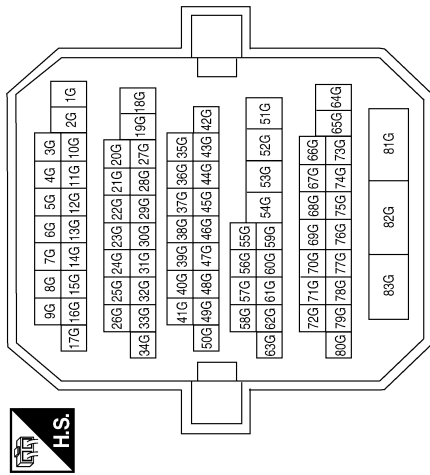 H.S.
9G 8G 7G 6G 5G 4G 3G
17G 16G 15G 14G 13G 12G 11G 10G 2G 1G
26G 25G 24G 23G 22G 21G 20G
34G 33G 32G 31G 30G 29G 28G 27G 19G 18G
41G 40G 39G 38G 37G 36G 35G
50G 49G 48G 47G 46G 45G 44G 43G 42G
58G 57G 56G 55G 54G 53G 52G 51G
63G 62G 61G 60G 59G
72G 71G 70G 69G 68G 67G 66G 65G 64G
80G 79G 78G 77G 76G 75G 74G 73G
83G 82G 81G